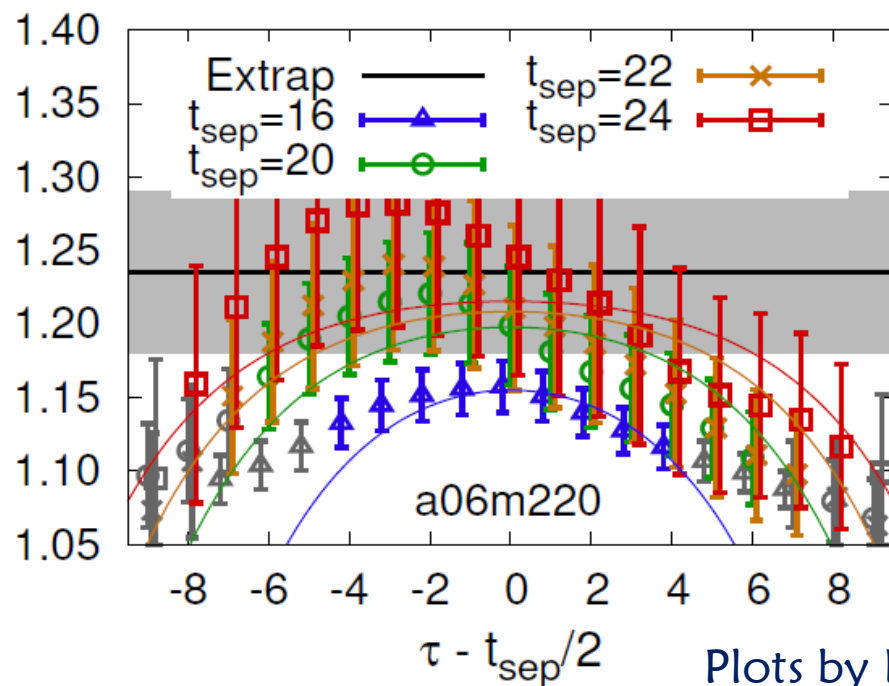 1.40
1.35
1.30
1.25
1.20
1.15
1.10
1.05
Extrap
t_sep=16
t_sep=20
t_sep=22
t_sep=24
a06m220
-8 -6 -4 -2 0 2 4 6 8
τ - t_sep/2
Plots by